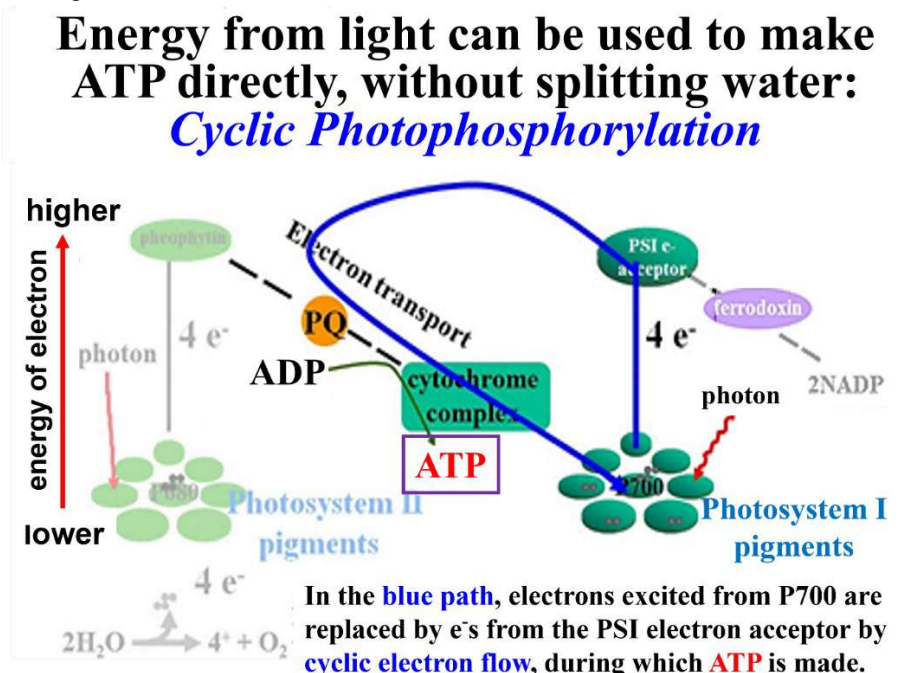 Energy from light can be used to make
ATP directly, without splitting water:
Cyclic Photophosphorylation
higher
energy of electron
lower
pheophytin
4 e-
photon
P680
Photosystem II
pigments
4 e-
2H₂O
4⁺ + O₂
PQ
Electron transport
ADP
cytochrome
complex
ATP
PSI e-
acceptor
4 e-
ferrodoxin
2NADP
photon
P700
Photosystem I
pigments
In the blue path, electrons excited from P700 are
replaced by e-s from the PSI electron acceptor by
cyclic electron flow, during which ATP is made.